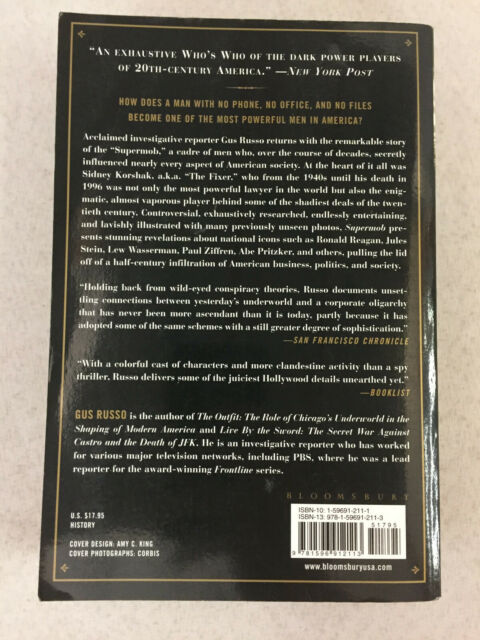 “AN EXHAUSTIVE WHO’S WHO OF THE DARK POWER PLAYERS
OF 20TH-CENTURY AMERICA.” —NEW YORK POST
HOW DOES A MAN WITH NO PHONE, NO OFFICE, AND NO FILES
BECOME ONE OF THE MOST POWERFUL MEN IN AMERICA?
Acclaimed investigative reporter Gus Russo returns with the remarkable story
of the “Supermob,” a cadre of men who, over the course of decades, secretly
influenced nearly every aspect of American society. At the heart of it all was
Sidney Korshak, a.k.a. “The Fixer,” who from the 1940s until his death in
1996 was not only the most powerful lawyer in the world but also the enig-
matic, almost vaporous player behind some of the shadiest deals of the twen-
tieth century. Controversial, exhaustively researched, endlessly entertaining,
and lavishly illustrated with many previously unseen photos, Supermob pre-
sents stunning revelations about national icons such as Ronald Reagan, Jules
Stein, Lew Wasserman, Paul Ziffren, Abe Pritzker, and others, pulling the lid
off of a half-century infiltration of American business, politics, and society.
“Holding back from wild-eyed conspiracy theories, Russo documents unset-
tling connections between yesterday’s underworld and a corporate oligarchy
that has never been more ascendant than it is today, partly because it has
adopted some of the same schemes with a still greater degree of sophistication.”
—SAN FRANCISCO CHRONICLE
“With a colorful cast of characters and more clandestine activity than a spy
thriller, Russo delivers some of the juiciest Hollywood details unearthed yet.”
—BOOKLIST
GUS RUSSO is the author of The Outfit: The Role of Chicago’s Underworld in the
Shaping of Modern America and Live By the Sword: The Secret War Against
Castro and the Death of JFK. He is an investigative reporter who has worked
for various major television networks, including PBS, where he was a lead
reporter for the award-winning Frontline series.
BLOOMSBURY
ISBN-10: 1-59691-211-1
ISBN-13: 978-1-59691-211-3
51795
9 781596 912113
www.bloomsburyusa.com
U.S. $17.95
HISTORY
COVER DESIGN: AMY C. KING
COVER PHOTOGRAPHS: CORBIS